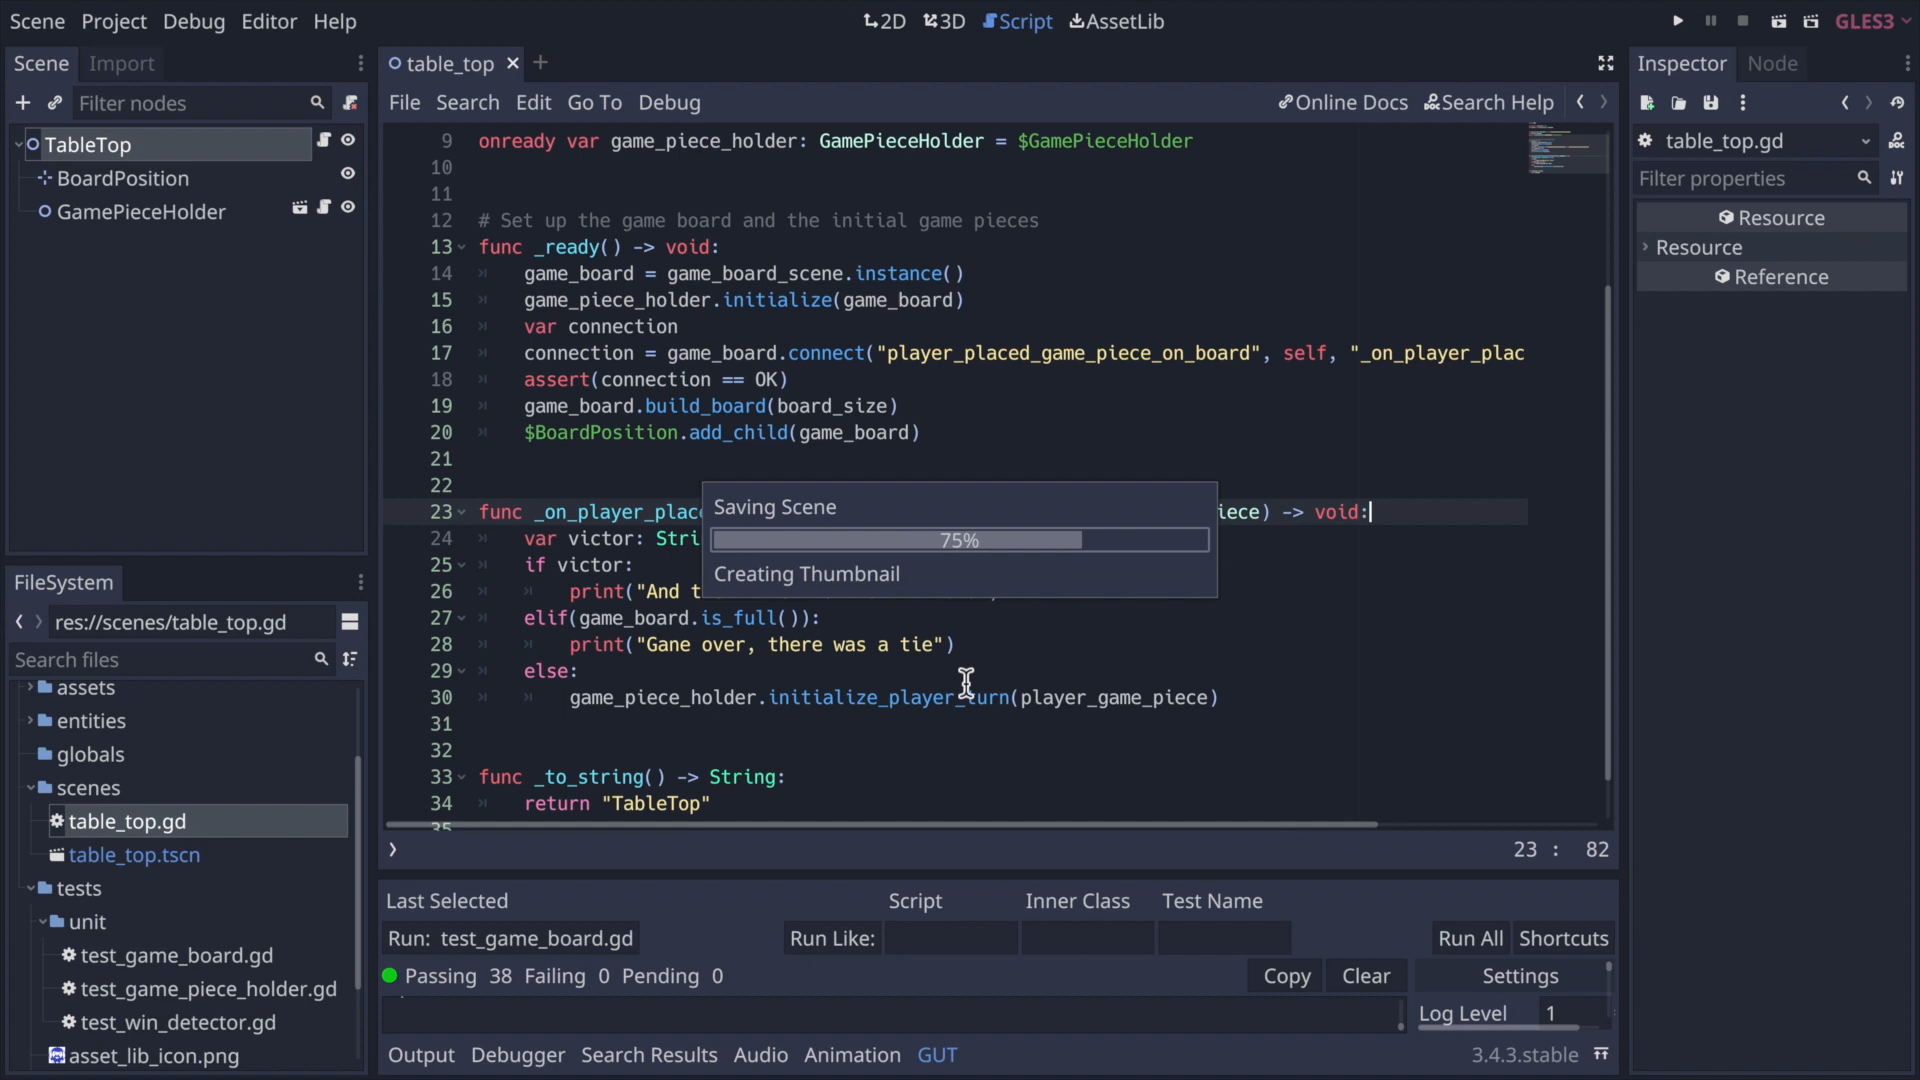 Scene Project Debug Editor Help
2D 3D Script AssetLib
GLES3
Scene Import
Filter nodes
TableTop
BoardPosition
GamePieceHolder
FileSystem
res://scenes/table_top.gd
Search files
assets
entities
globals
scenes
table_top.gd
table_top.tscn
tests
unit
test_game_board.gd
test_game_piece_holder.gd
test_win_detector.gd
asset_lib_icon.png
table_top
File Search Edit Go To Debug
Online Docs Search Help
9 onready var game_piece_holder: GamePieceHolder = $GamePieceHolder
10
11
12 # Set up the game board and the initial game pieces
13 func _ready() -> void:
14 game_board = game_board_scene.instance()
15 game_piece_holder.initialize(game_board)
16 var connection
17 connection = game_board.connect("player_placed_game_piece_on_board", self, "_on_player_plac
18 assert(connection == OK)
19 game_board.build_board(board_size)
20 $BoardPosition.add_child(game_board)
21
22
23 func _on_player_place iece) -> void:
24 var victor: Stri
25 if victor:
26 print("And t
27 elif(game_board.is_full()):
28 print("Gane over, there was a tie")
29 else:
30 game_piece_holder.initialize_player_turn(player_game_piece)
31
32
33 func _to_string() -> String:
34 return "TableTop"
35
Saving Scene
75%
Creating Thumbnail
23 : 82
Last Selected Script Inner Class Test Name
Run: test_game_board.gd Run Like: Run All Shortcuts
Passing 38 Failing 0 Pending 0 Copy Clear Settings
Log Level 1
Output Debugger Search Results Audio Animation GUT
3.4.3.stable
Inspector Node
table_top.gd
Filter properties
Resource
Resource
Reference